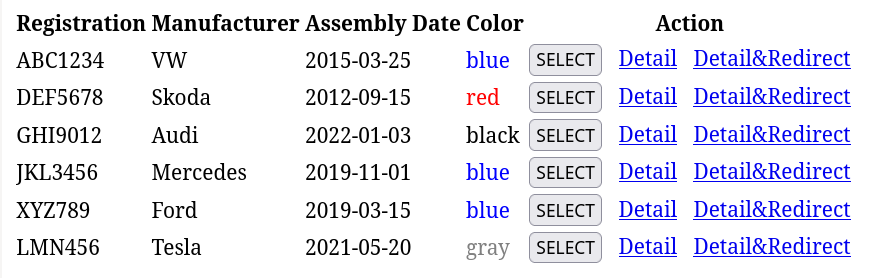 Registration Manufacturer Assembly Date Color Action
ABC1234 VW 2015-03-25 blue SELECT Detail Detail&Redirect
DEF5678 Skoda 2012-09-15 red SELECT Detail Detail&Redirect
GHI9012 Audi 2022-01-03 black SELECT Detail Detail&Redirect
JKL3456 Mercedes 2019-11-01 blue SELECT Detail Detail&Redirect
XYZ789 Ford 2019-03-15 blue SELECT Detail Detail&Redirect
LMN456 Tesla 2021-05-20 gray SELECT Detail Detail&Redirect